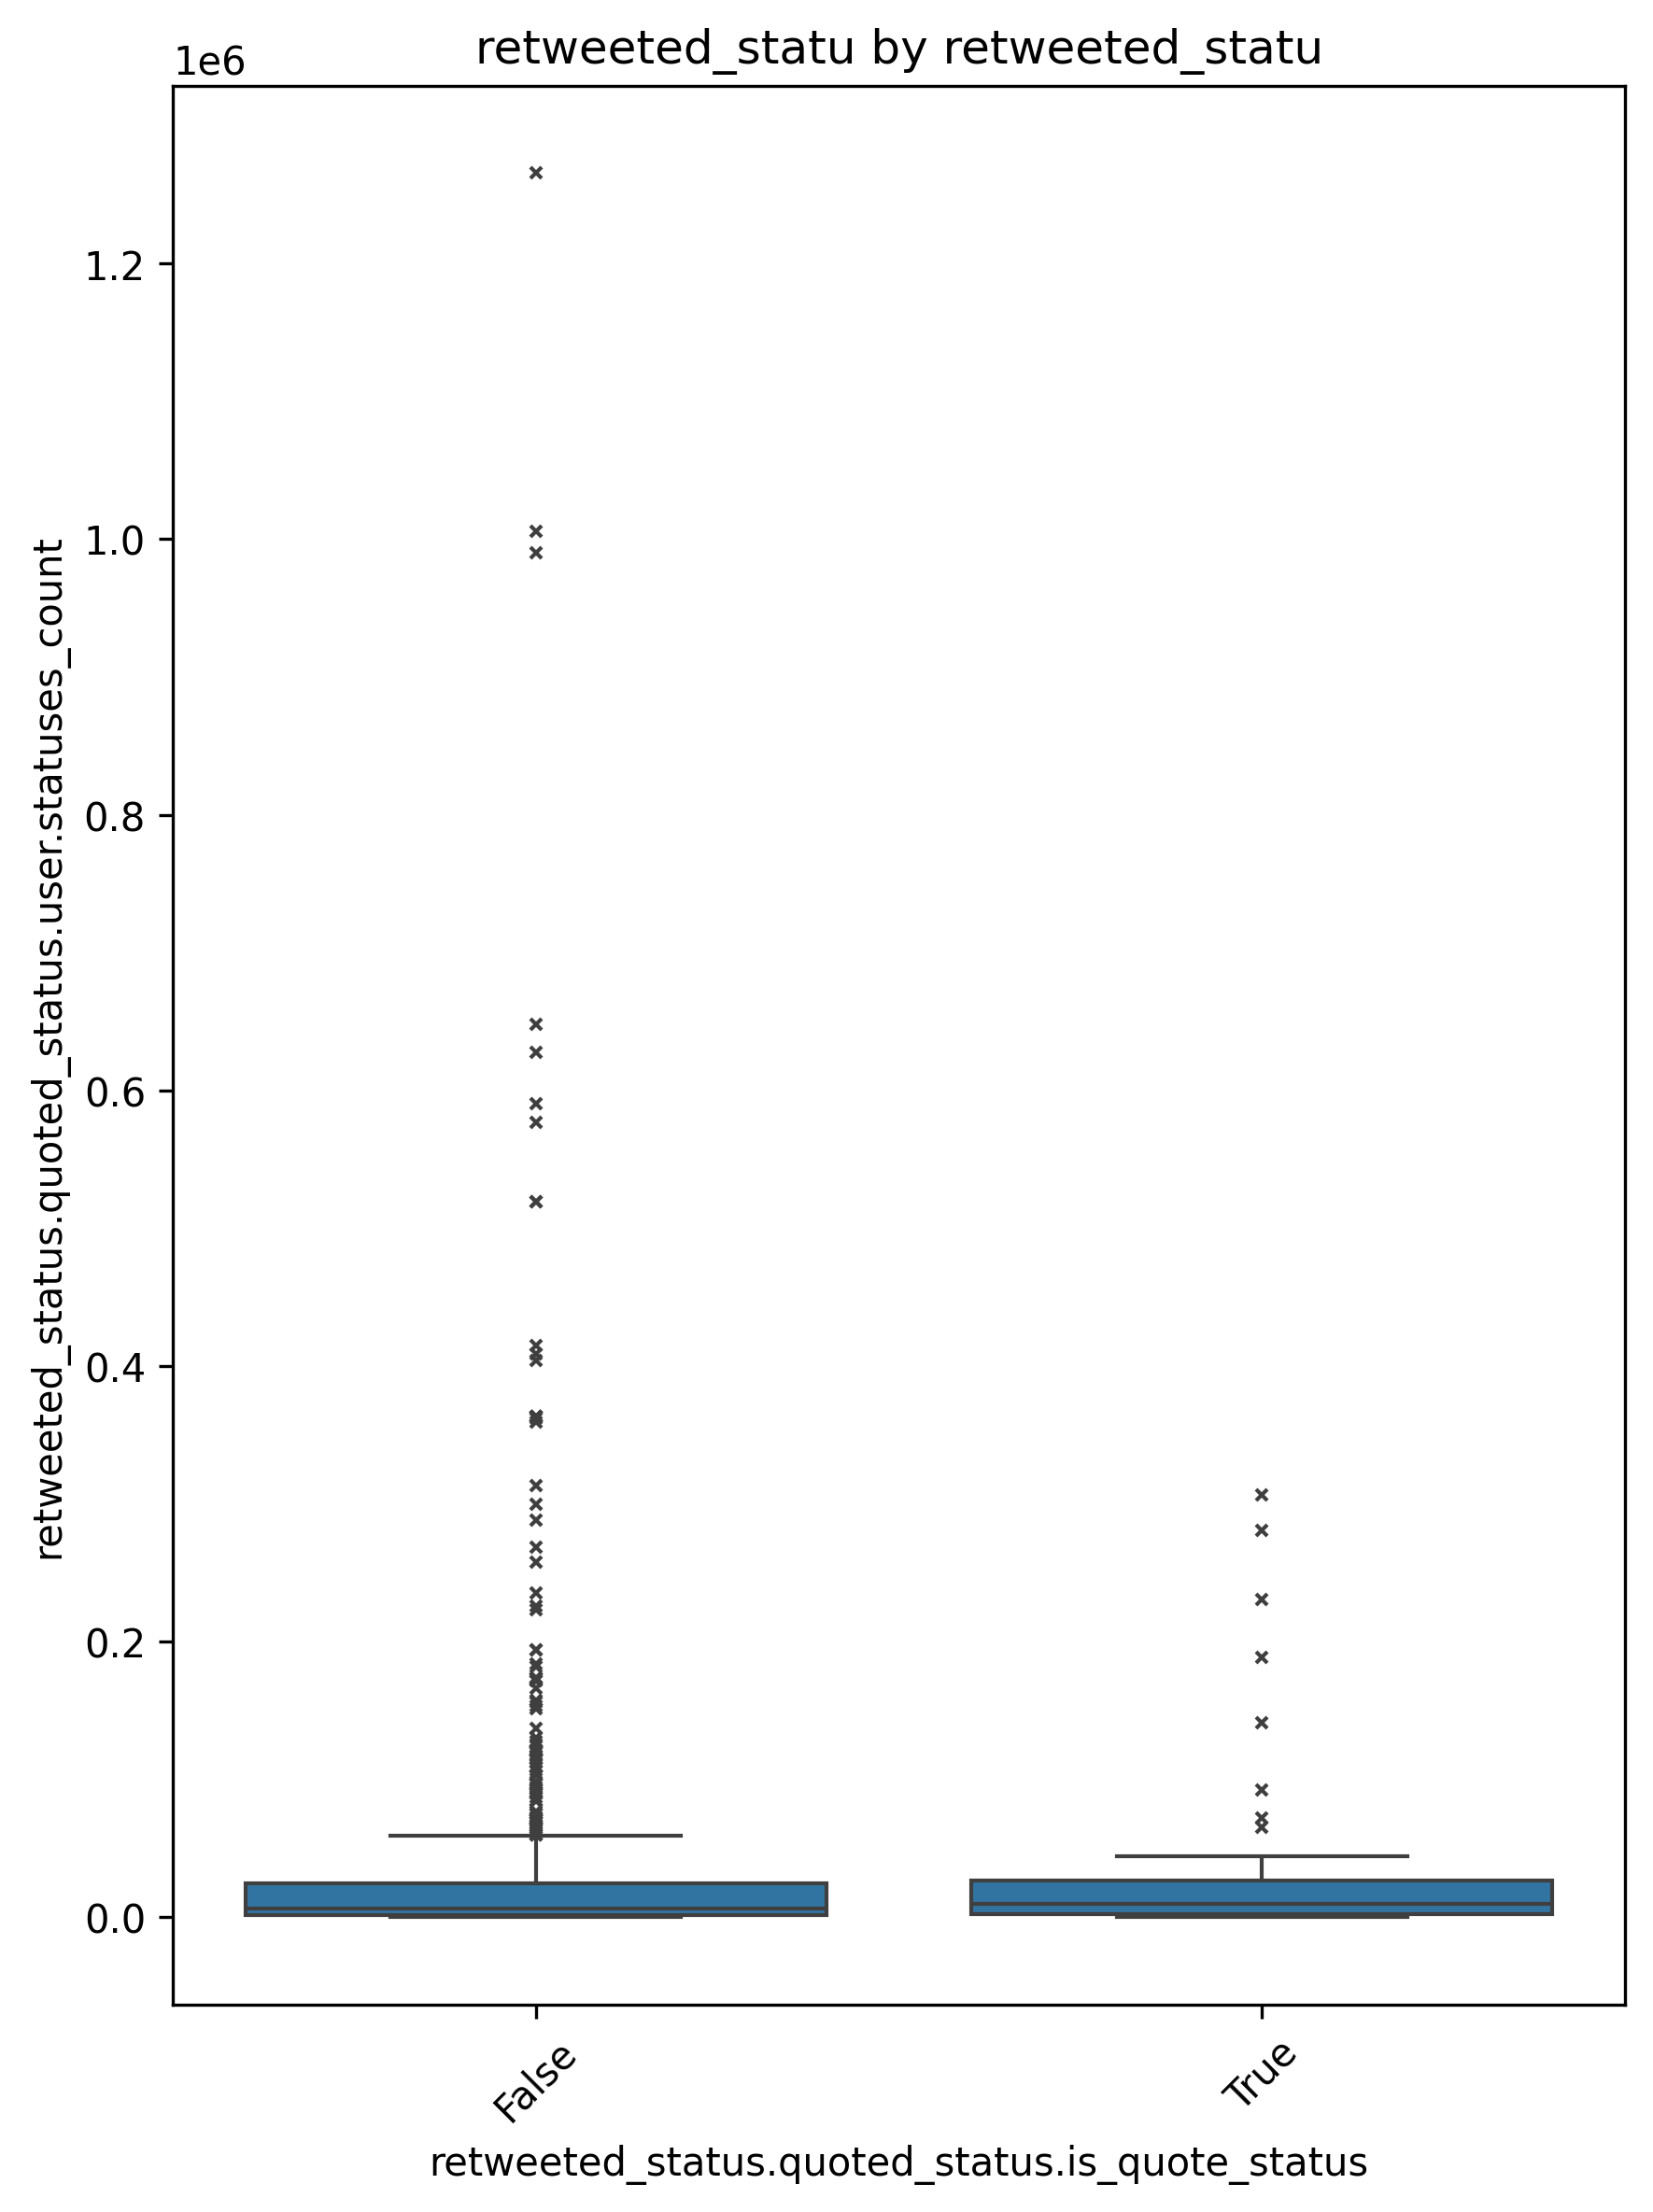 retweeted_statu by retweeted_statu
1e6
1.2
1.0
0.8
0.6
0.4
0.2
0.0
retweeted_status.quoted_status.user.statuses_count
False
True
retweeted_status.quoted_status.is_quote_status